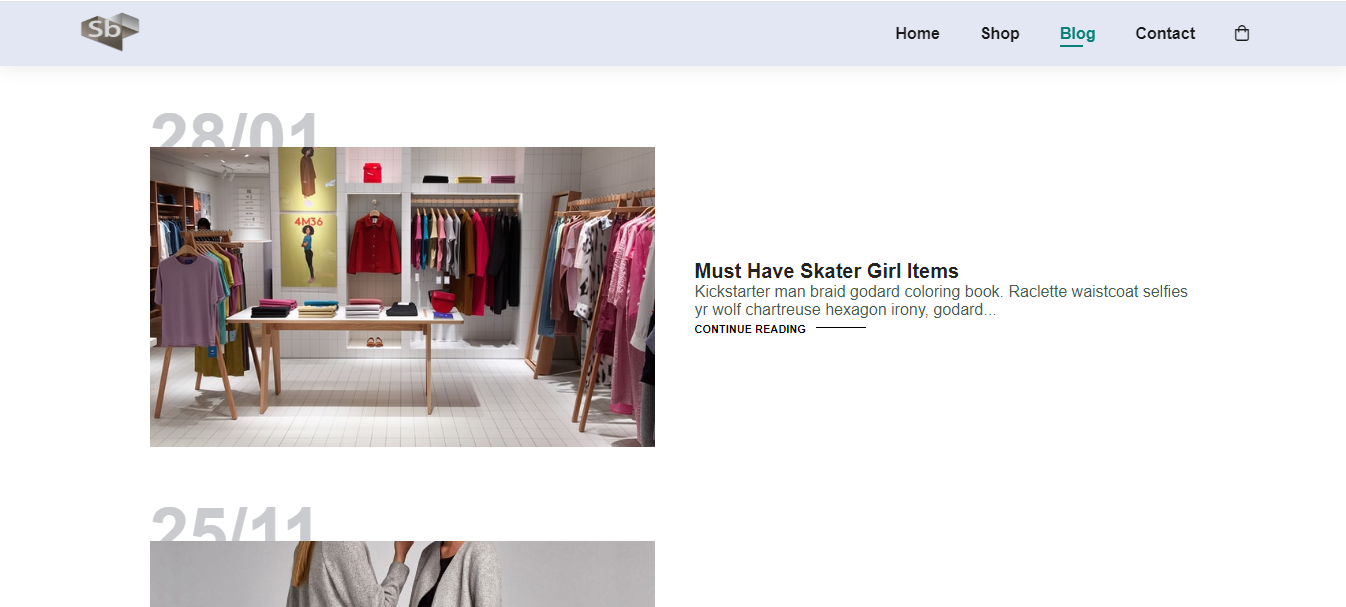 Sb
Home Shop Blog Contact
28/01
4M36
Must Have Skater Girl Items
Kickstarter man braid godard coloring book. Raclette waistcoat selfies
yr wolf chartreuse hexagon irony, godard...
CONTINUE READING
25/11